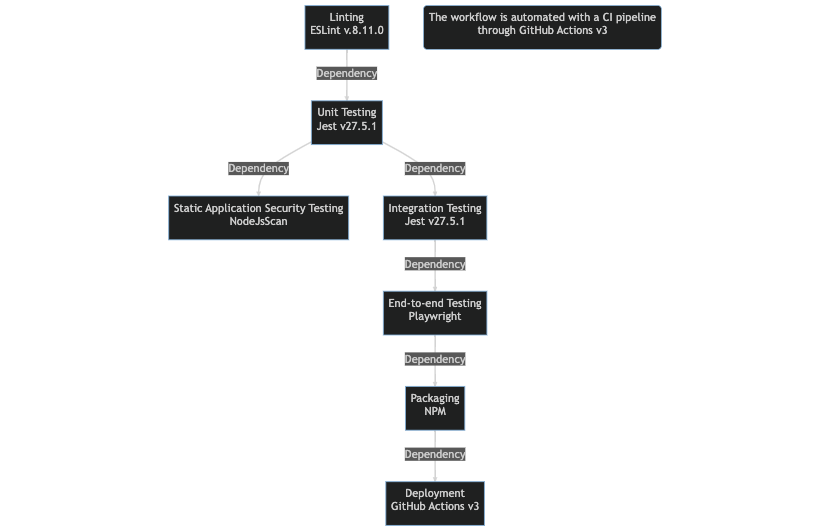 Linting
ESLint v.8.11.0
The workflow is automated with a CI pipeline
through GitHub Actions v3
Dependency
Unit Testing
Jest v27.5.1
Dependency
Dependency
Static Application Security Testing
NodeJsScan
Integration Testing
Jest v27.5.1
Dependency
End-to-end Testing
Playwright
Dependency
Packaging
NPM
Dependency
Deployment
GitHub Actions v3